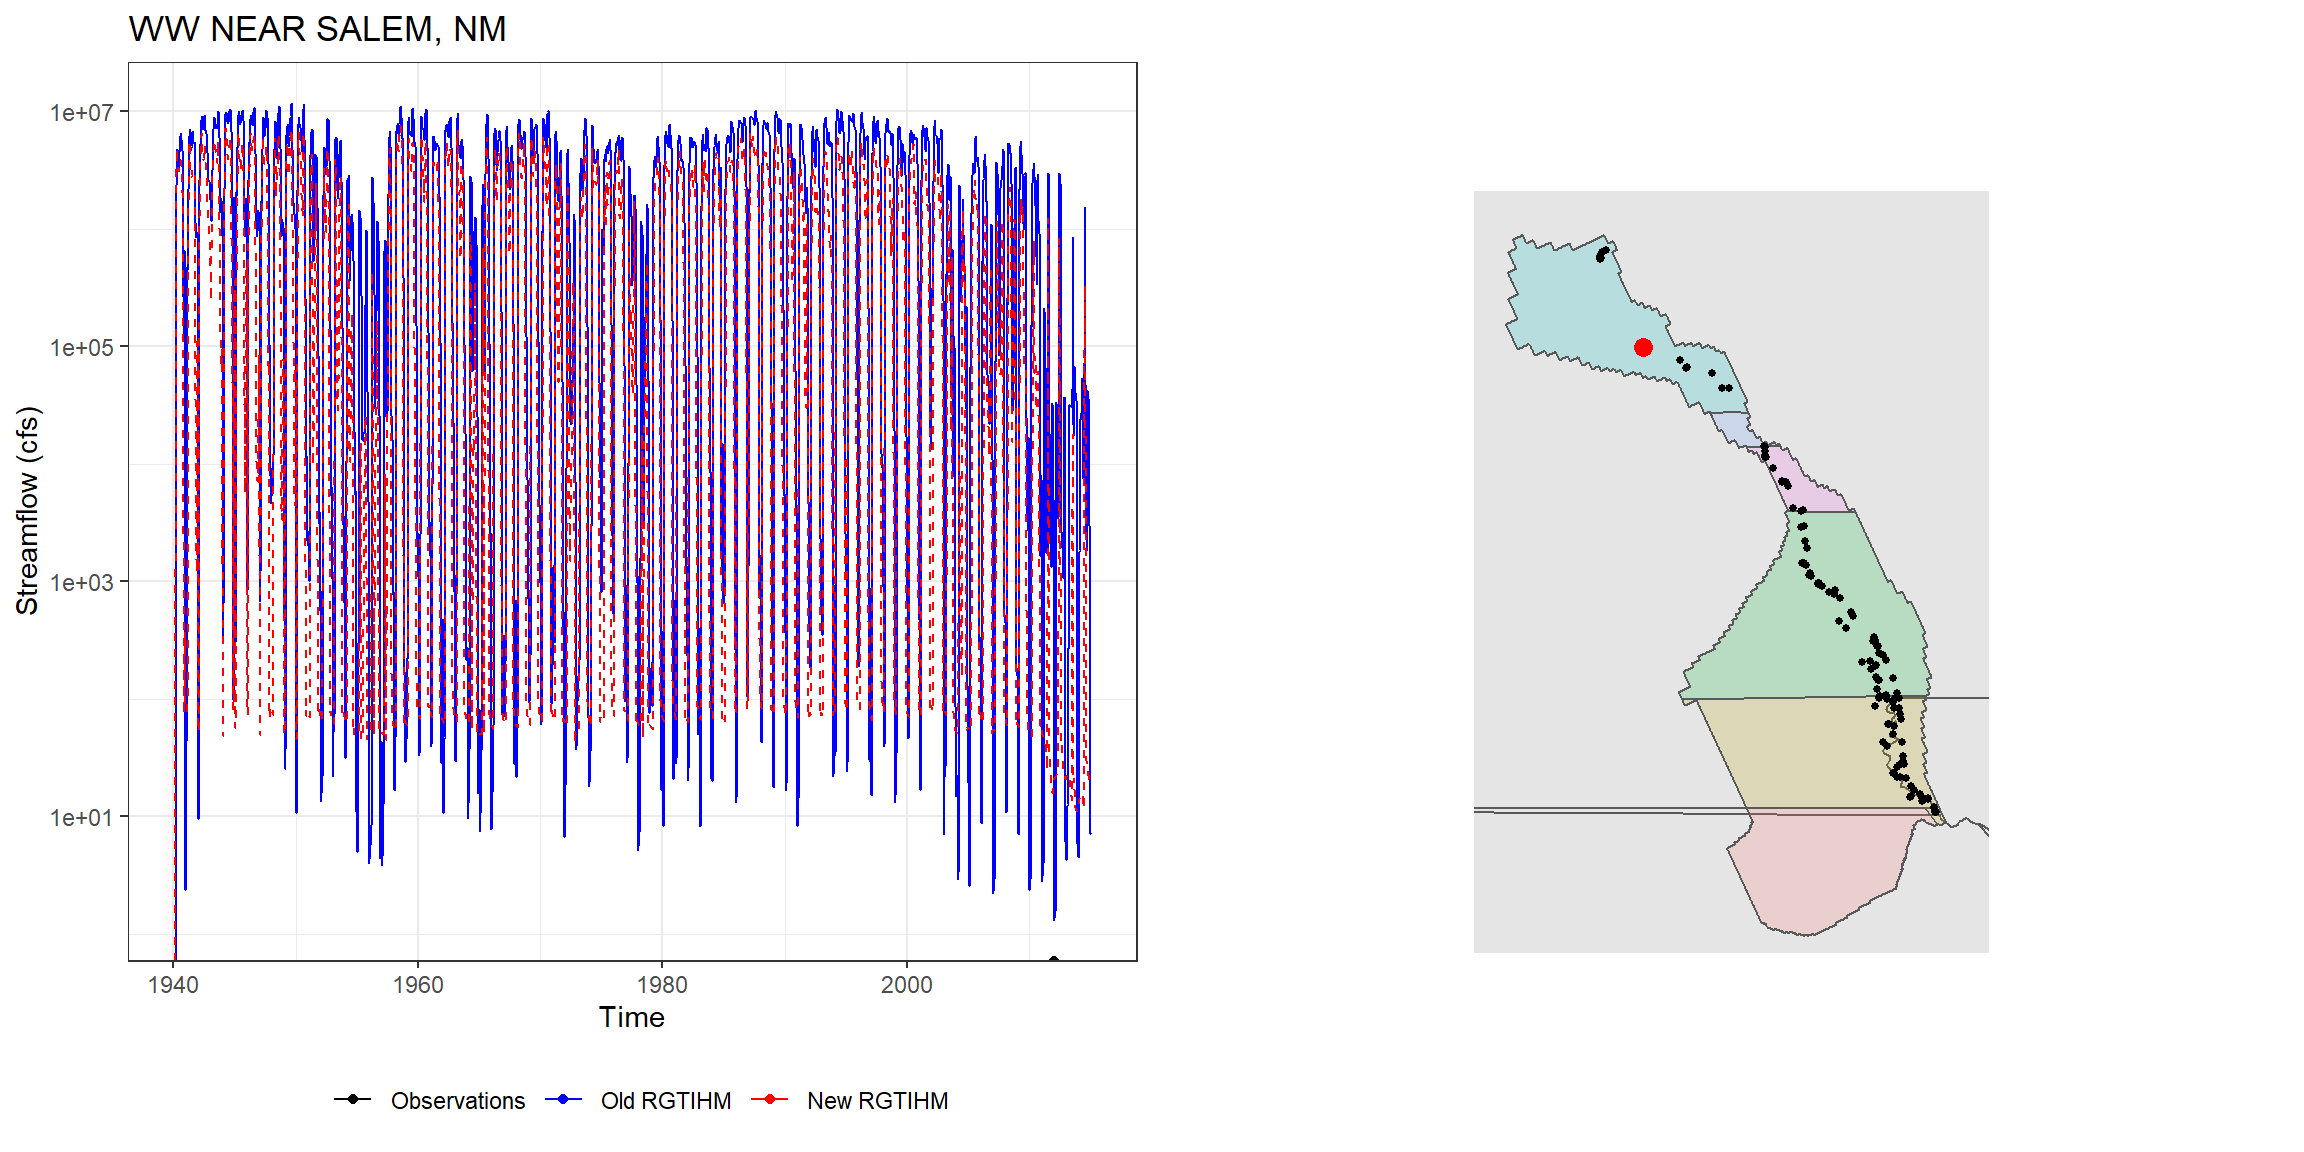 WW NEAR SALEM, NM
1e+07
1e+05
1e+03
1e+01
Streamflow (cfs)
1940 1960 1980 2000
Time
Observations Old RGTIHM New RGTIHM